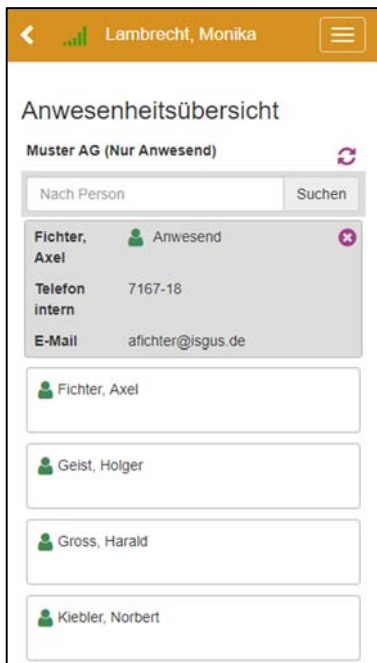 Lambrecht, Monika
Anwesenheitsübersicht
Muster AG (Nur Anwesend)
Nach Person Suchen
Fichter, Axel Anwesend
Telefon intern 7167-18
E-Mail afichter@isgus.de
Fichter, Axel
Geist, Holger
Gross, Harald
Kiebler, Norbert